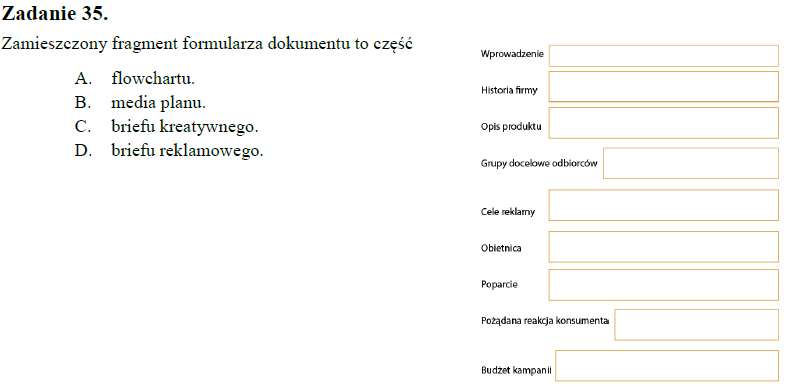 Zadanie 35.
Zamieszczony fragment formularza dokumentu to część
A. flowchartu.
B. media planu.
C. briefu kreatywnego.
D. briefu reklamowego.
Wprowadzenie
Historia firmy
Opis produktu
Grupy docelowe odbiorców
Cele reklamy
Obietnica
Poparcie
Pożądana reakcja konsumenta
Budżet kampanii